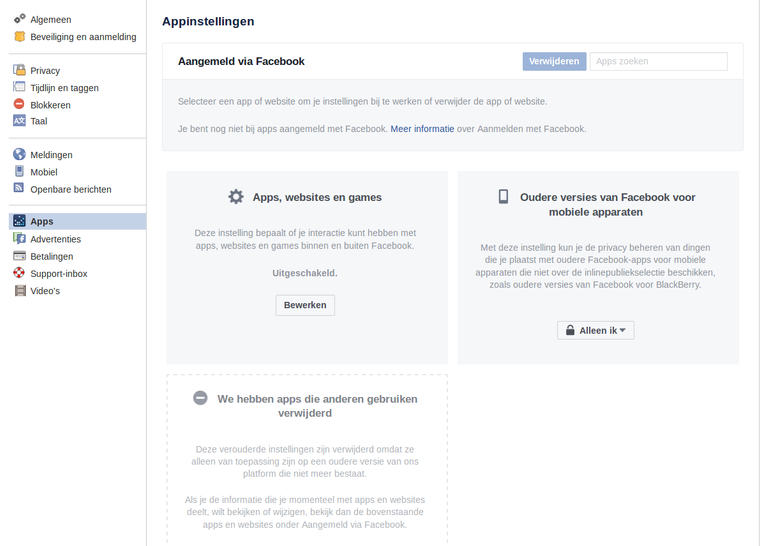 Algemeen
Beveiliging en aanmelding
Privacy
Tijdlijn en taggen
Blokkeren
Taal
Meldingen
Mobiel
Openbare berichten
Apps
Advertenties
Betalingen
Support-inbox
Video's
Appinstellingen
Aangemeld via Facebook
Verwijderen
Apps zoeken
Selecteer een app of website om je instellingen bij te werken of verwijder de app of website.
Je bent nog niet bij apps aangemeld met Facebook. Meer informatie over Aanmelden met Facebook.
Apps, websites en games
Deze instelling bepaalt of je interactie kunt hebben met
apps, websites en games binnen en buiten Facebook.
Uitgeschakeld.
Bewerken
Oudere versies van Facebook voor
mobiele apparaten
Met deze instelling kun je de privacy beheren van dingen
die je plaatst met oudere Facebook-apps voor mobiele
apparaten die niet over de inlinepubliekselectie beschikken,
zoals oudere versies van Facebook voor BlackBerry.
Alleen ik
We hebben apps die anderen gebruiken
verwijderd
Deze verouderde instellingen zijn verwijderd omdat ze
alleen van toepassing zijn op een oudere versie van ons
platform die niet meer bestaat.
Als je de informatie die je momenteel met apps en websites
deelt, wilt bekijken of wijzigen, bekijk dan de bovenstaande
apps en websites onder Aangemeld via Facebook.